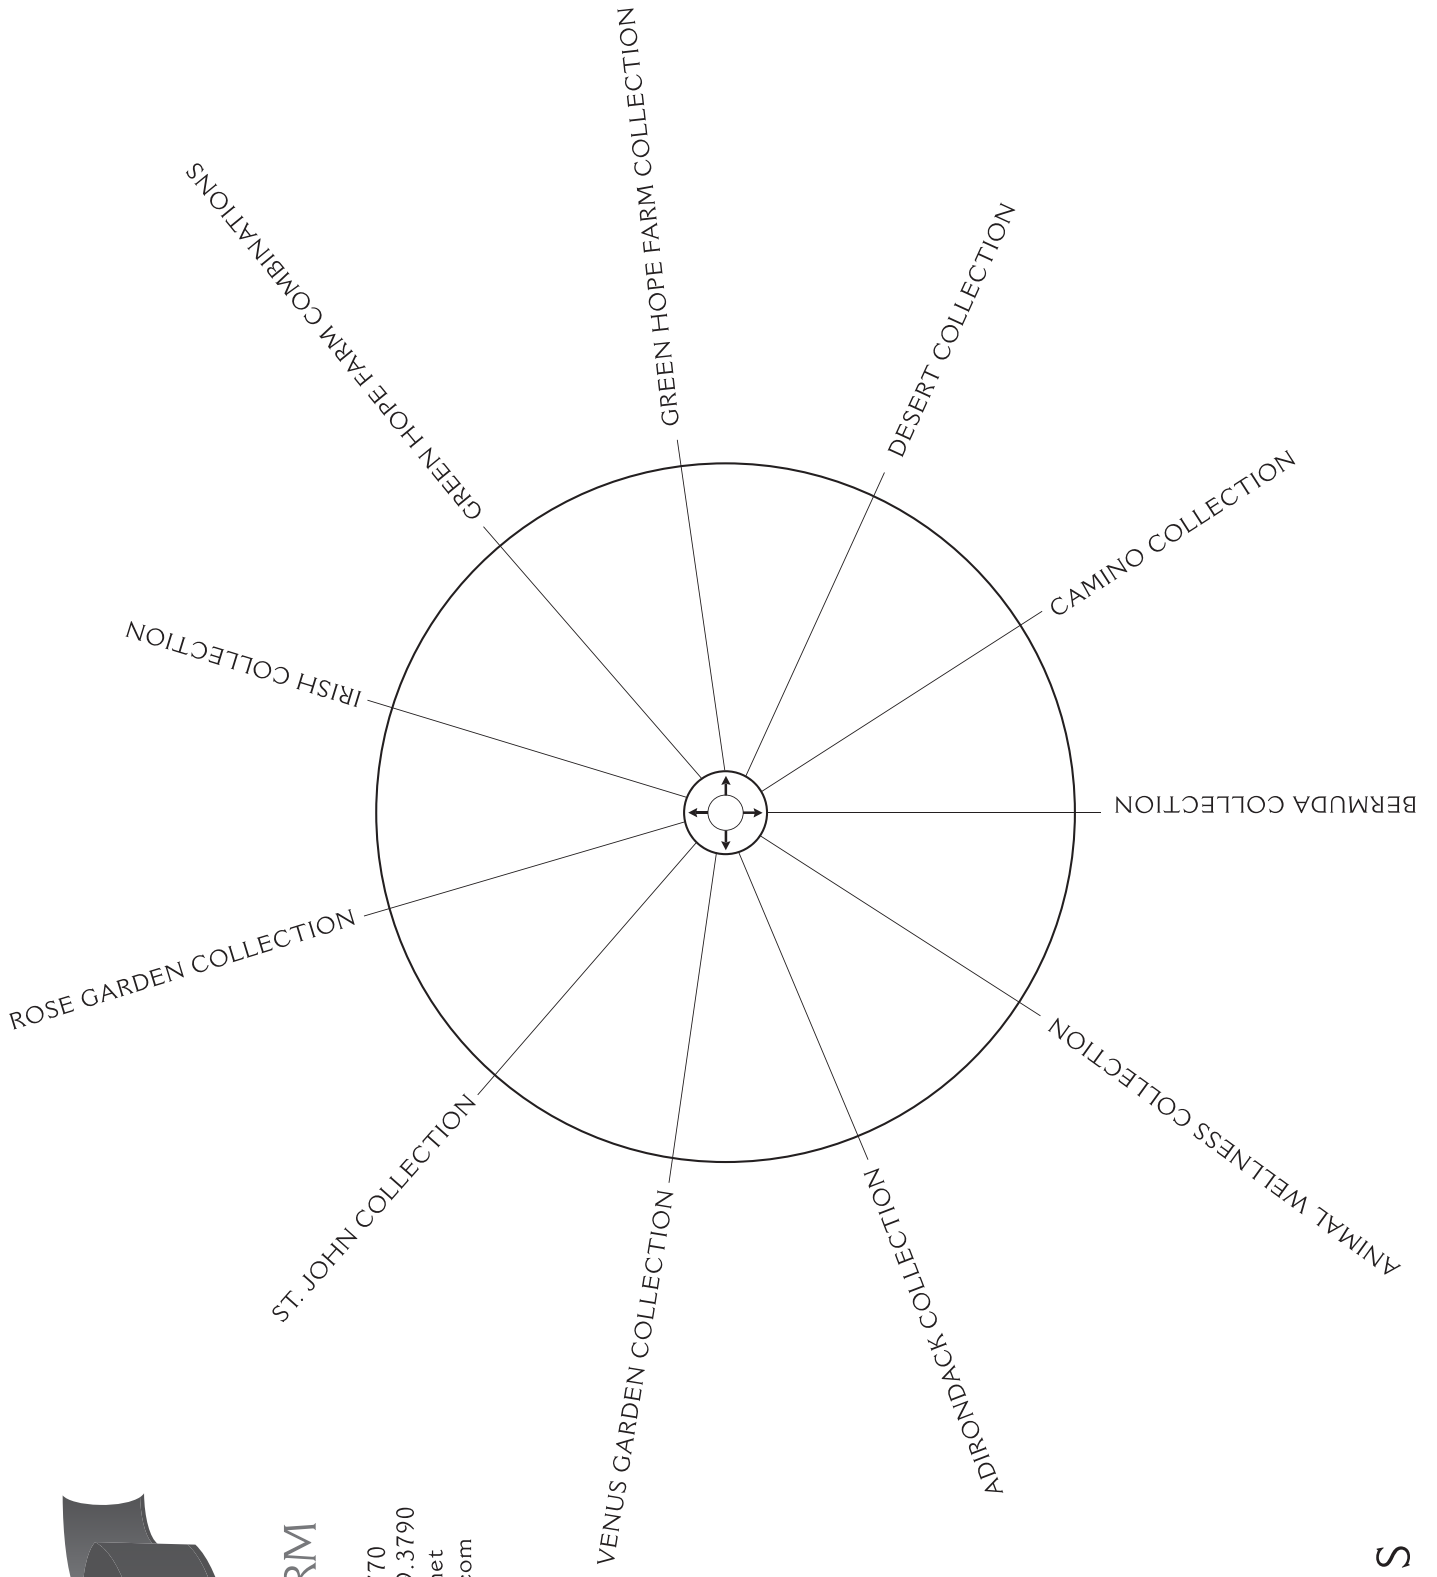 GREEN HOPE FARM COLLECTION
DESERT COLLECTION
CAMINO COLLECTION
BERMUDA COLLECTION
ANIMAL WELLNESS COLLECTION
ADIRONDACK COLLECTION
VENUS GARDEN COLLECTION
ST. JOHN COLLECTION
ROSE GARDEN COLLECTION
IRISH COLLECTION
GREEN HOPE FARM COMBINATIONS